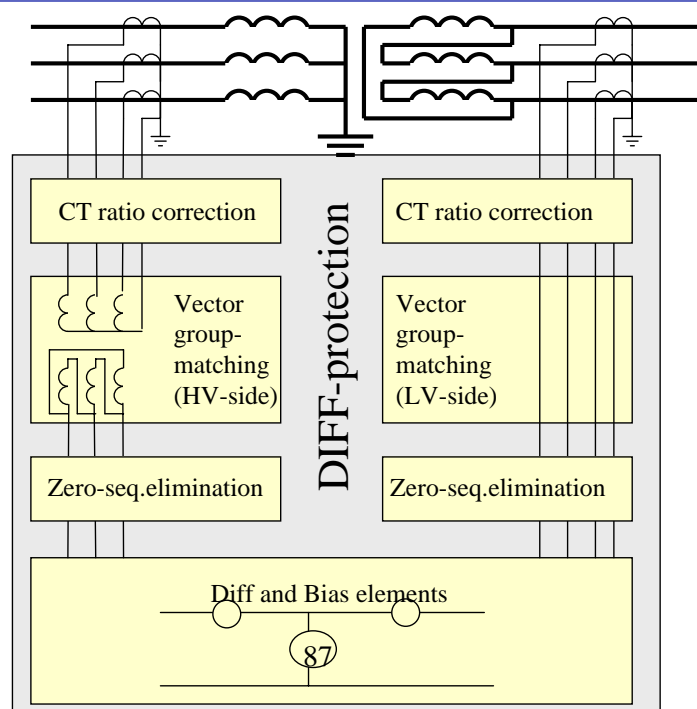 CT ratio correction
CT ratio correction
DIFF-protection
Vector
group-
matching
(HV-side)
Vector
group-
matching
(LV-side)
Zero-seq.elimination
Zero-seq.elimination
Diff and Bias elements
87